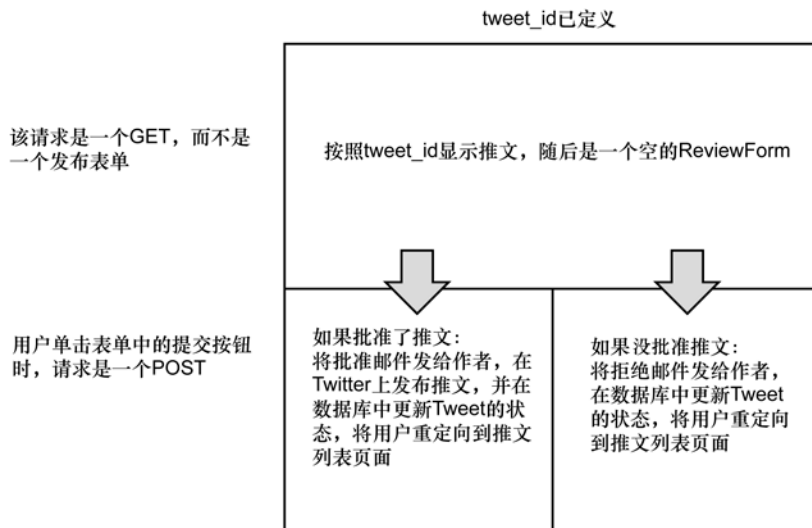 tweet_id已定义
该请求是一个GET，而不是
一个发布表单
按照tweet_id显示推文，随后是一个空的ReviewForm
用户单击表单中的提交按钮
时，请求是一个POST
如果批准了推文：
将批准邮件发给作者，在
Twitter上发布推文，并在
数据库中更新Tweet的状
态，将用户重定向到推文
列表页面
如果没批准推文：
将拒绝邮件发给作者，
在数据库中更新Tweet
的状态，将用户重定向
到推文列表页面